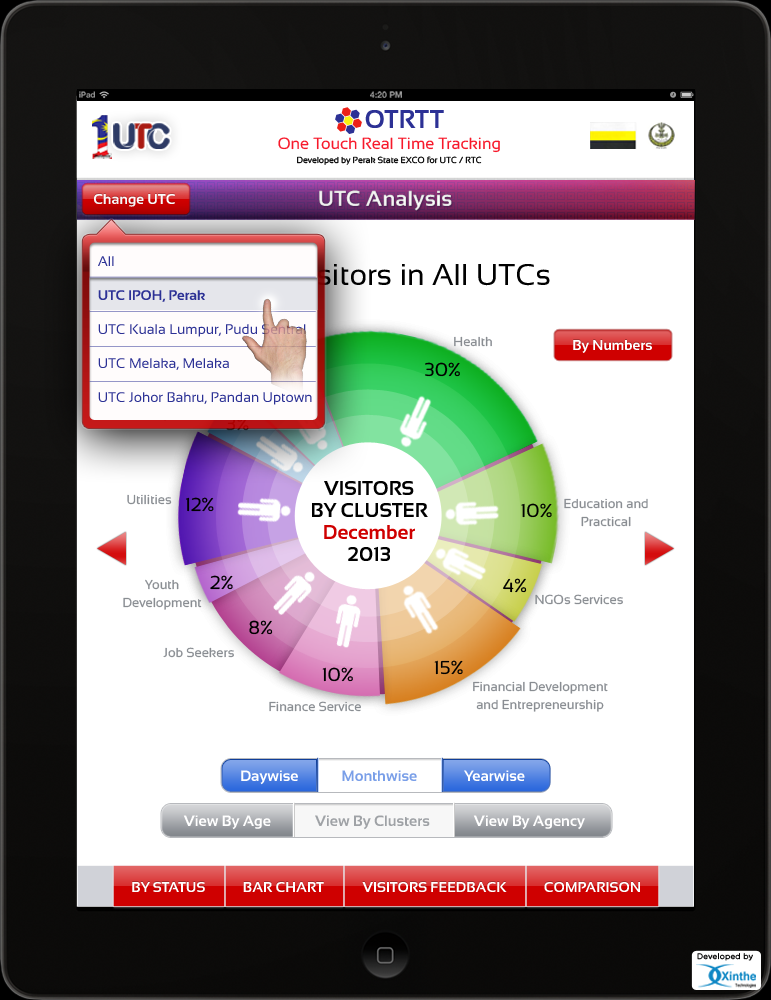 iPad
4:20 PM
1UTC
OTRTT
One Touch Real Time Tracking
Developed by Perak State EXCO for UTC / RTC
Change UTC
UTC Analysis
All
UTC IPOH, Perak
UTC Kuala Lumpur, Pudu Sentral
UTC Melaka, Melaka
UTC Johor Bahru, Pandan Uptown
sitors in All UTCs
By Numbers
Health
30%
3%
Utilities
12%
VISITORS
BY CLUSTER
December
2013
10%
Education and
Practical
Youth
Development
2%
4%
NGOs Services
8%
Job Seekers
10%
Finance Service
15%
Financial Development
and Entrepreneurship
Daywise
Monthwise
Yearwise
View By Age
View By Clusters
View By Agency
BY STATUS
BAR CHART
VISITORS FEEDBACK
COMPARISON
Developed by
Xinthe
Technologies